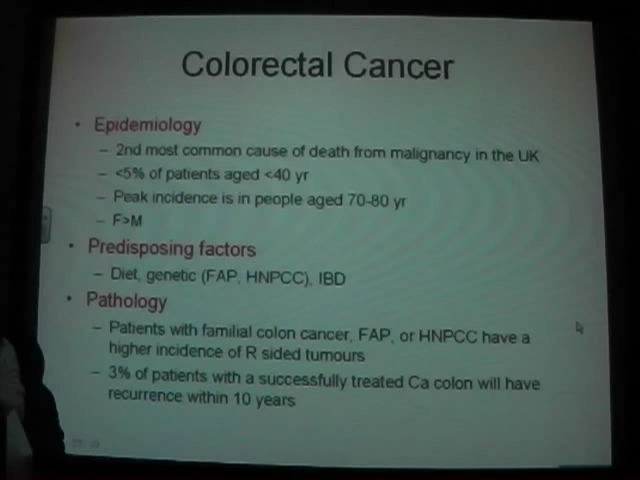 Colorectal Cancer
• Epidemiology
– 2nd most common cause of death from malignancy in the UK
– <5% of patients aged <40 yr
– Peak incidence is in people aged 70-80 yr
– F>M
• Predisposing factors
– Diet, genetic (FAP, HNPCC), IBD
• Pathology
– Patients with familial colon cancer, FAP, or HNPCC have a
higher incidence of R sided tumours
– 3% of patients with a successfully treated Ca colon will have
recurrence within 10 years